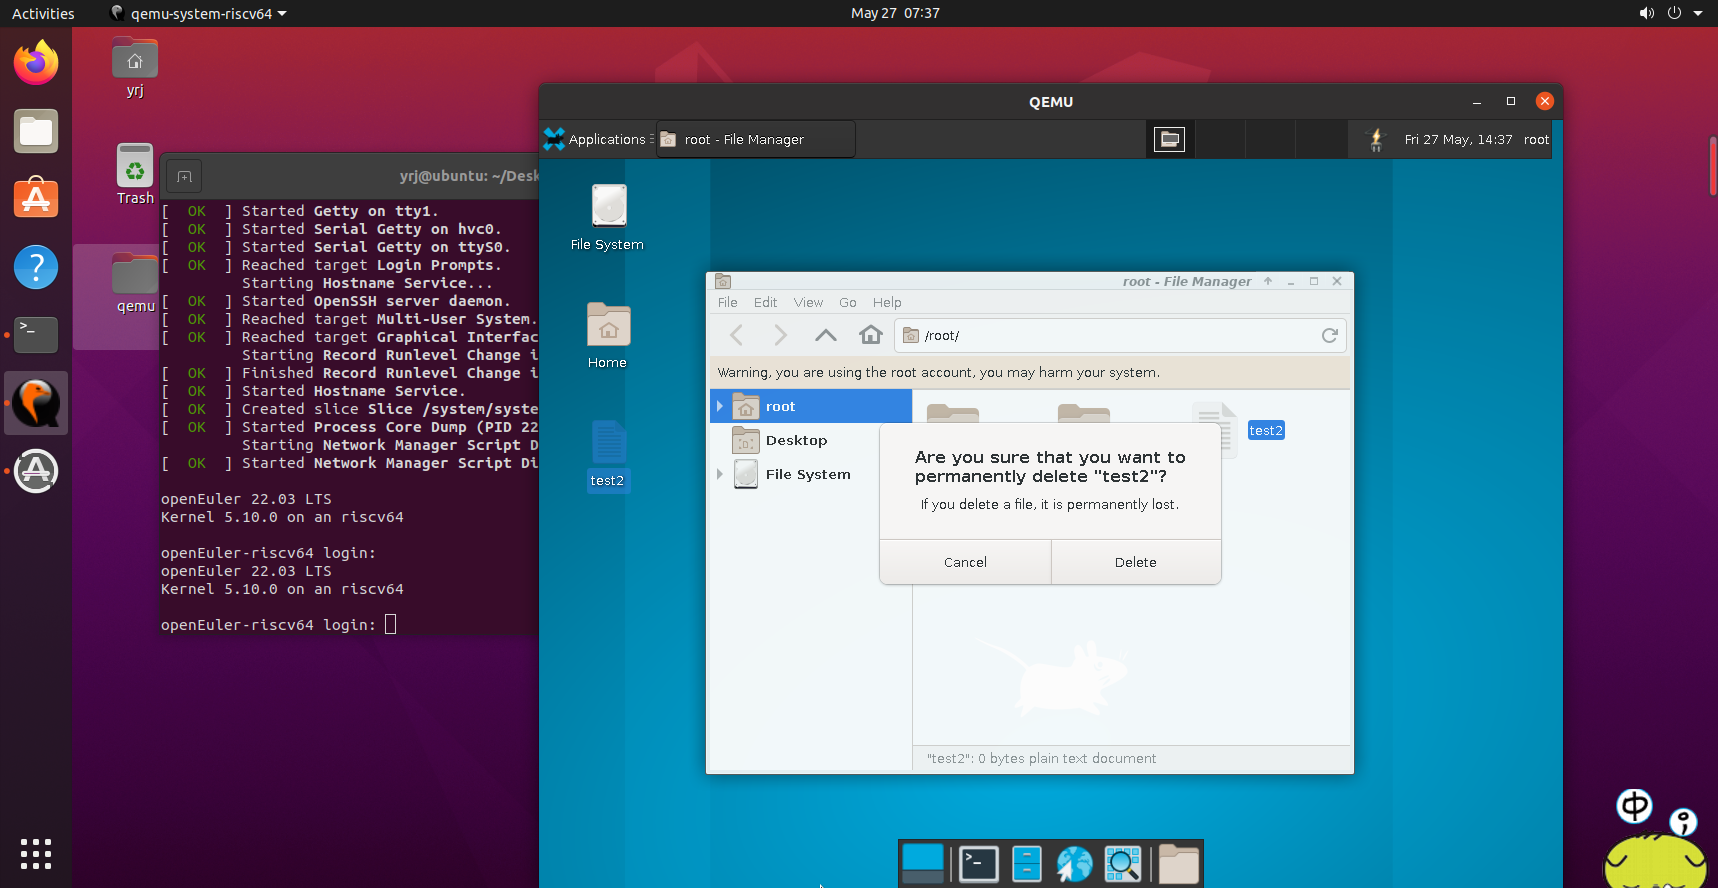 Activities
qemu-system-riscv64
May 27 07:37
yrj
Trash
qemu
yrj@ubuntu: ~/Desk
[ OK ] Started Getty on tty1.
[ OK ] Started Serial Getty on hvc0.
[ OK ] Started Serial Getty on ttyS0.
[ OK ] Reached target Login Prompts.
Starting Hostname Service...
[ OK ] Started OpenSSH server daemon.
[ OK ] Reached target Multi-User System.
[ OK ] Reached target Graphical Interfac
Starting Record Runlevel Change i
[ OK ] Finished Record Runlevel Change i
[ OK ] Started Hostname Service.
[ OK ] Created slice Slice /system/syste
[ OK ] Started Process Core Dump (PID 22
Starting Network Manager Script D
[ OK ] Started Network Manager Script Di
openEuler 22.03 LTS
Kernel 5.10.0 on an riscv64
openEuler-riscv64 login:
openEuler 22.03 LTS
Kernel 5.10.0 on an riscv64
openEuler-riscv64 login:
QEMU
Applications
root - File Manager
Fri 27 May, 14:37 root
File System
Home
test2
root - File Manager
File Edit View Go Help
/root/
Warning, you are using the root account, you may harm your system.
root
Desktop
File System
test2
Are you sure that you want to
permanently delete "test2"?
If you delete a file, it is permanently lost.
Cancel
Delete
"test2": 0 bytes plain text document
中